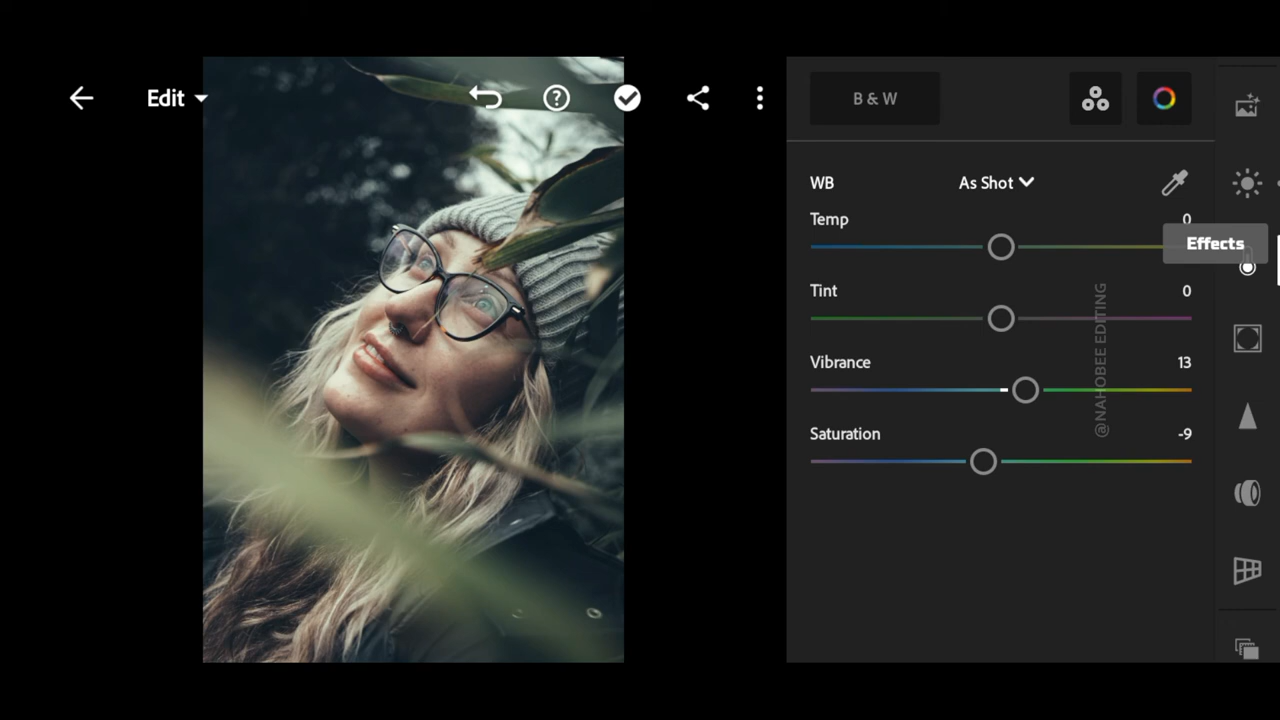 Edit
B & W
WB
As Shot
Temp
0
Effects
Tint
0
@NAHOBEE EDITING
Vibrance
13
Saturation
-9